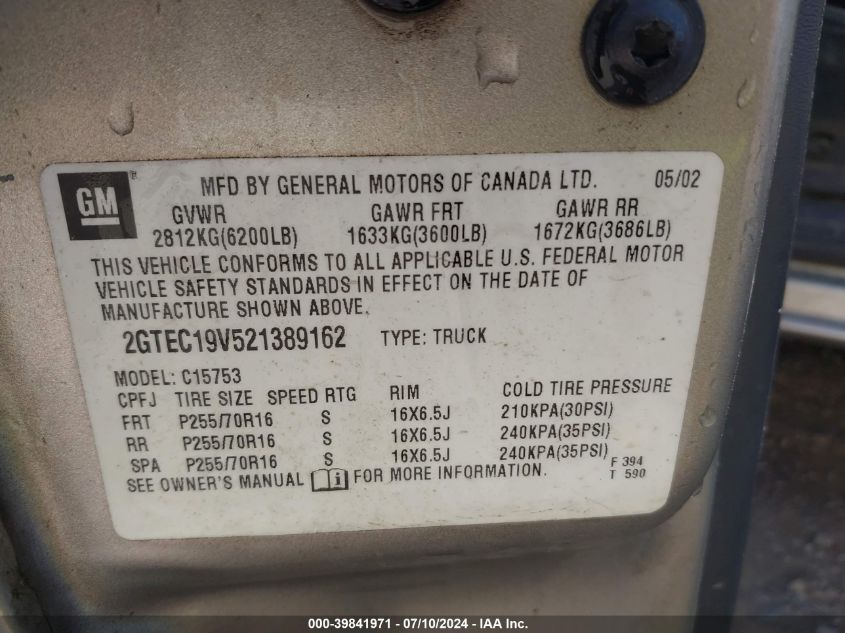 GM
MFD BY GENERAL MOTORS OF CANADA LTD. 05/02
GVWR GAWR FRT GAWR RR
2812KG(6200LB) 1633KG(3600LB) 1672KG(3686LB)
THIS VEHICLE CONFORMS TO ALL APPLICABLE U.S. FEDERAL MOTOR
VEHICLE SAFETY STANDARDS IN EFFECT ON THE DATE OF
MANUFACTURE SHOWN ABOVE.
2GTEC19V521389162 TYPE: TRUCK
MODEL: C15753
CPFJ TIRE SIZE SPEED RTG RIM COLD TIRE PRESSURE
FRT P255/70R16 S 16X6.5J 210KPA(30PSI)
RR P255/70R16 S 16X6.5J 240KPA(35PSI)
SPA P255/70R16 S 16X6.5J 240KPA(35PSI)
SEE OWNER'S MANUAL i FOR MORE INFORMATION.
F 394
T 590
000-39841971 - 07/10/2024 - IAA Inc.